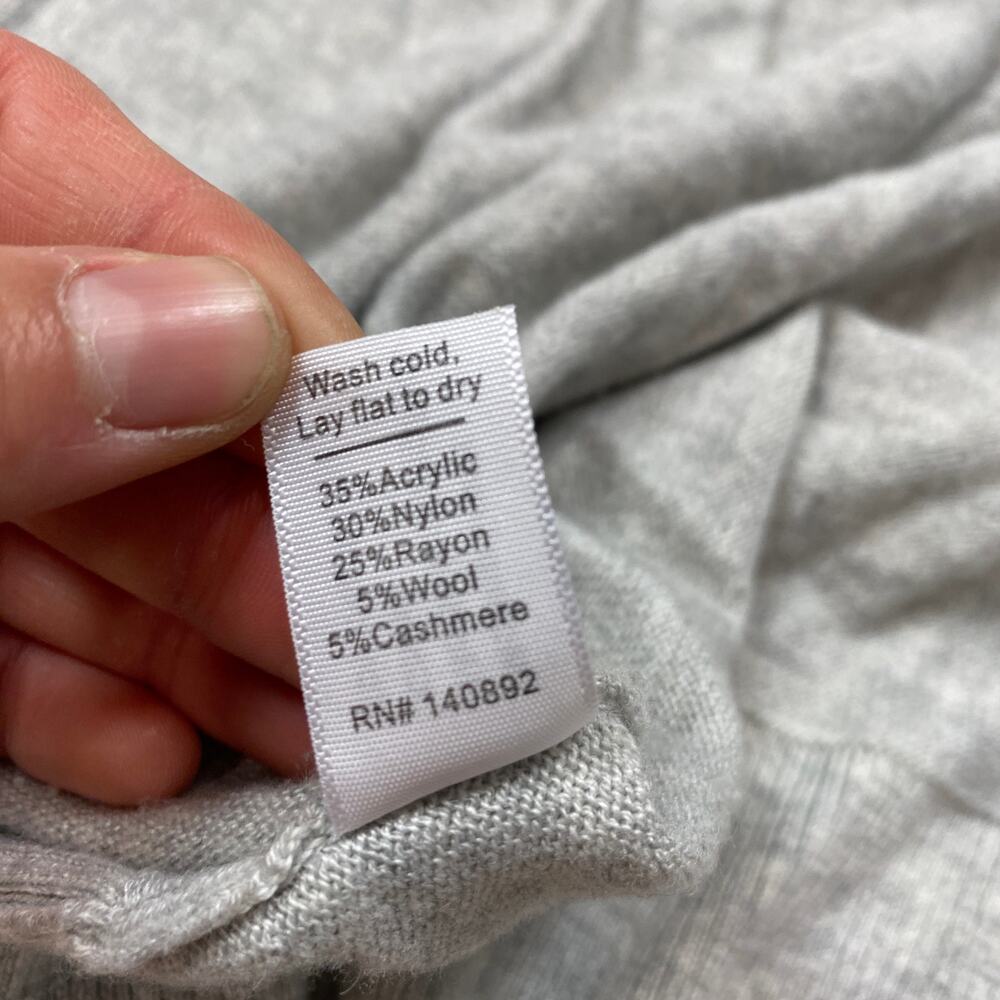 Wash cold,
Lay flat to dry
35%Acrylic
30%Nylon
25%Rayon
5%Wool
5%Cashmere
RN# 140892